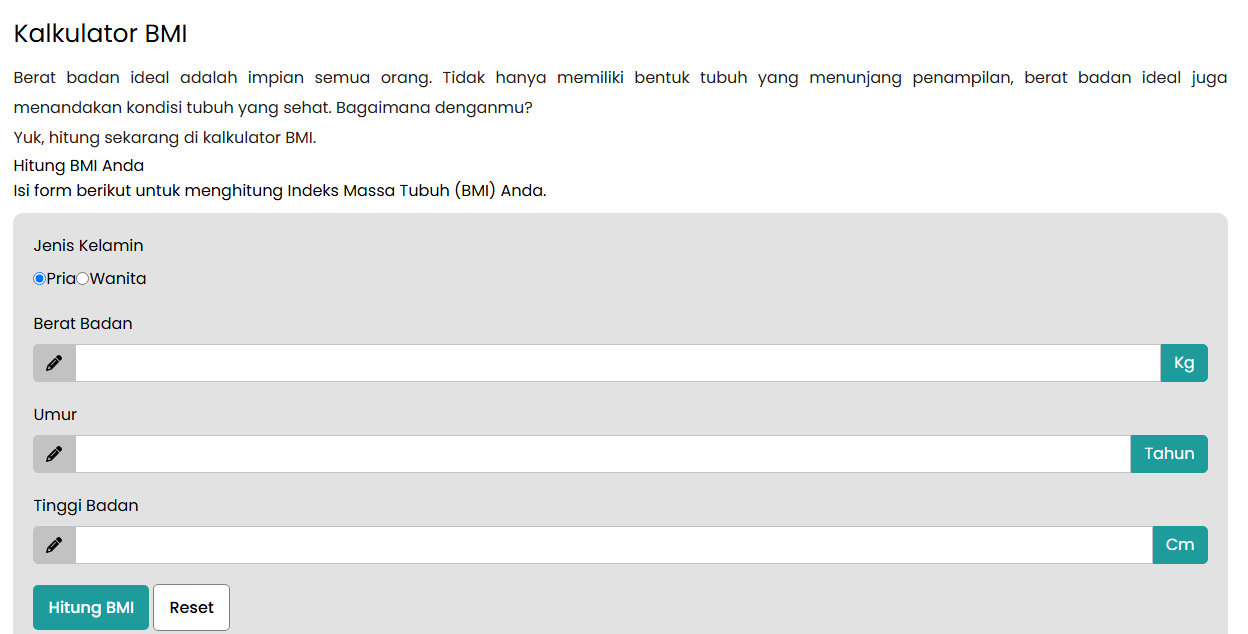 Kalkulator BMI
Berat badan ideal adalah impian semua orang. Tidak hanya memiliki bentuk tubuh yang menunjang penampilan, berat badan ideal juga
menandakan kondisi tubuh yang sehat. Bagaimana denganmu?
Yuk, hitung sekarang di kalkulator BMI.
Hitung BMI Anda
Isi form berikut untuk menghitung Indeks Massa Tubuh (BMI) Anda.
Jenis Kelamin
Pria Wanita
Berat Badan
Kg
Umur
Tahun
Tinggi Badan
Cm
Hitung BMI Reset